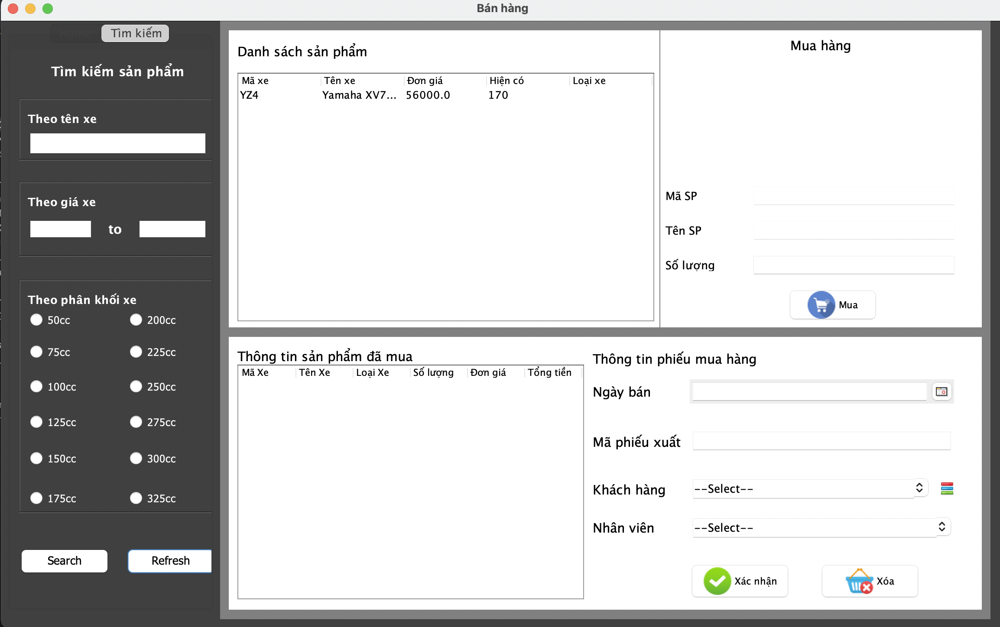 Bán hàng
Home
Tìm kiếm
Tìm kiếm sản phẩm
Theo tên xe
Theo giá xe
to
Theo phân khối xe
50cc
200cc
75cc
225cc
100cc
250cc
125cc
275cc
150cc
300cc
175cc
325cc
Search
Refresh
Danh sách sản phẩm
Mã xe Tên xe Đơn giá Hiện có Loại xe
YZ4 Yamaha XV7... 56000.0 170
Mua hàng
Mã SP
Tên SP
Số lượng
Mua
Thông tin sản phẩm đã mua
Mã Xe Tên Xe Loại Xe Số lượng Đơn giá Tổng tiền
Thông tin phiếu mua hàng
Ngày bán
Mã phiếu xuất
Khách hàng
--Select--
Nhân viên
--Select--
Xác nhận
Xóa